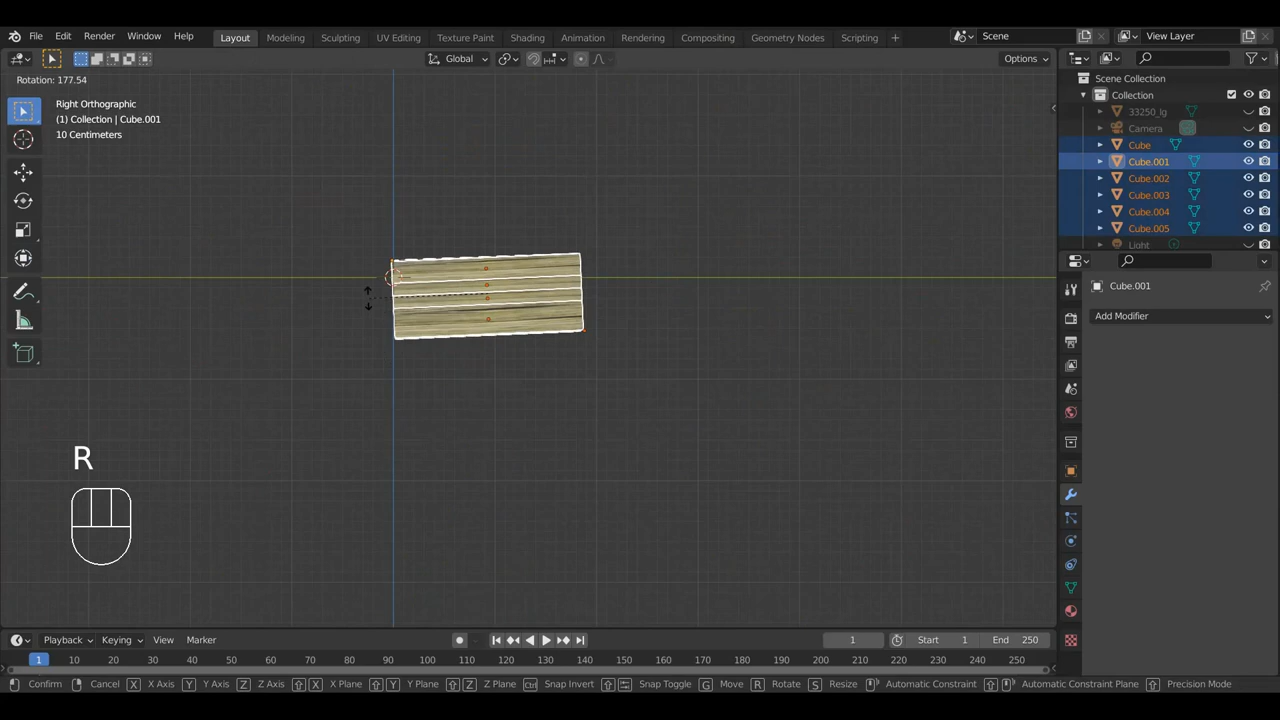 File Edit Render Window Help Layout Modeling Sculpting UV Editing Texture Paint Shading Animation Rendering Compositing Geometry Nodes Scripting + Scene View Layer
Global Options
Rotation: 177.54
Right Orthographic
(1) Collection | Cube.001
10 Centimeters
Scene Collection
Collection
33250_lg
Camera
Cube
Cube.001
Cube.002
Cube.003
Cube.004
Cube.005
Light
Cube.001
Add Modifier
R
Playback Keying View Marker 1 Start 1 End 250
1 10 20 30 40 50 60 70 80 90 100 110 120 130 140 150 160 170 180 190 200 210 220 230 240 250
Confirm Cancel X X Axis Y Y Axis Z Z Axis X X Plane Y Y Plane Z Z Plane Ctrl Snap Invert Snap Toggle G Move R Rotate S Resize Automatic Constraint Automatic Constraint Plane Precision Mode